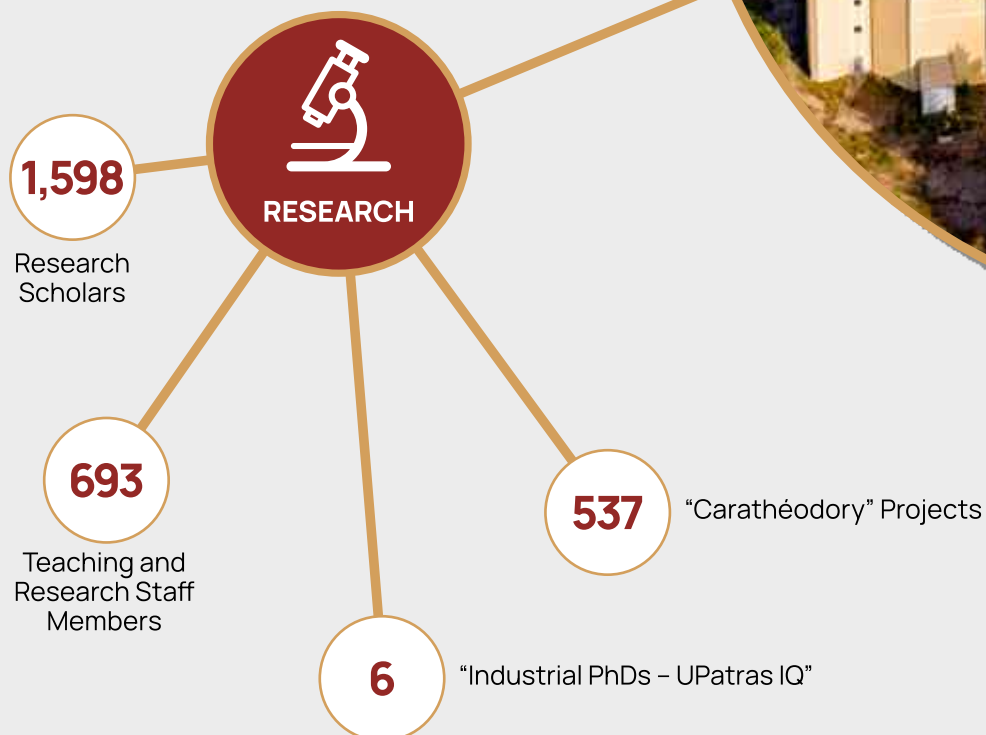 RESEARCH
1,598
Research
Scholars
693
Teaching and
Research Staff
Members
6
“Industrial PhDs – UPatras IQ”
537
“Carathéodory” Projects